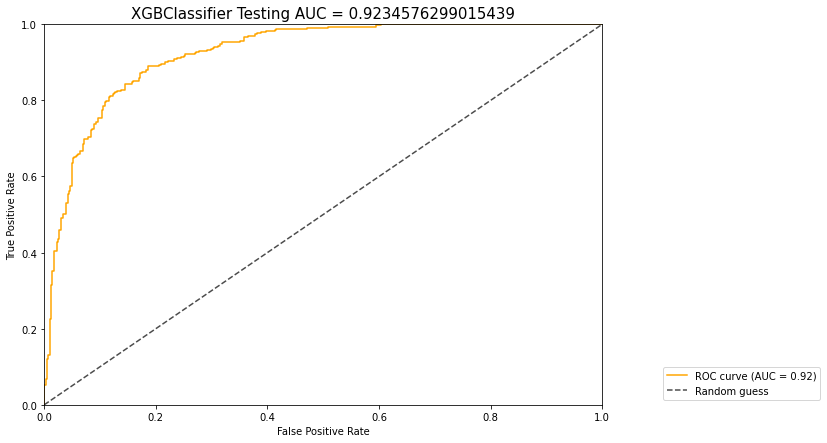 XGBClassifier Testing AUC = 0.9234576299015439
1.0
0.8
0.6
0.4
0.2
0.0
True Positive Rate
0.0 0.2 0.4 0.6 0.8 1.0
False Positive Rate
ROC curve (AUC = 0.92)
Random guess